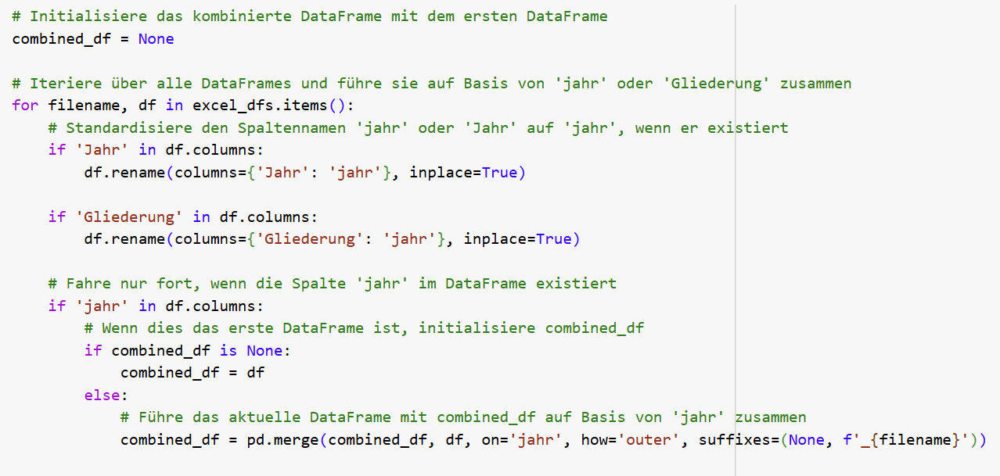 # Initialisiere das kombinierte DataFrame mit dem ersten DataFrame
combined_df = None
# Iteriere über alle DataFrames und führe sie auf Basis von 'jahr' oder 'Gliederung' zusammen
for filename, df in excel_dfs.items():
    # Standardisiere den Spaltennamen 'jahr' oder 'Jahr' auf 'jahr', wenn er existiert
    if 'Jahr' in df.columns:
        df.rename(columns={'Jahr': 'jahr'}, inplace=True)
    if 'Gliederung' in df.columns:
        df.rename(columns={'Gliederung': 'jahr'}, inplace=True)
    # Fahre nur fort, wenn die Spalte 'jahr' im DataFrame existiert
    if 'jahr' in df.columns:
        # Wenn dies das erste DataFrame ist, initialisiere combined_df
        if combined_df is None:
            combined_df = df
        else:
            # Führe das aktuelle DataFrame mit combined_df auf Basis von 'jahr' zusammen
            combined_df = pd.merge(combined_df, df, on='jahr', how='outer', suffixes=(None, f'_{filename}'))